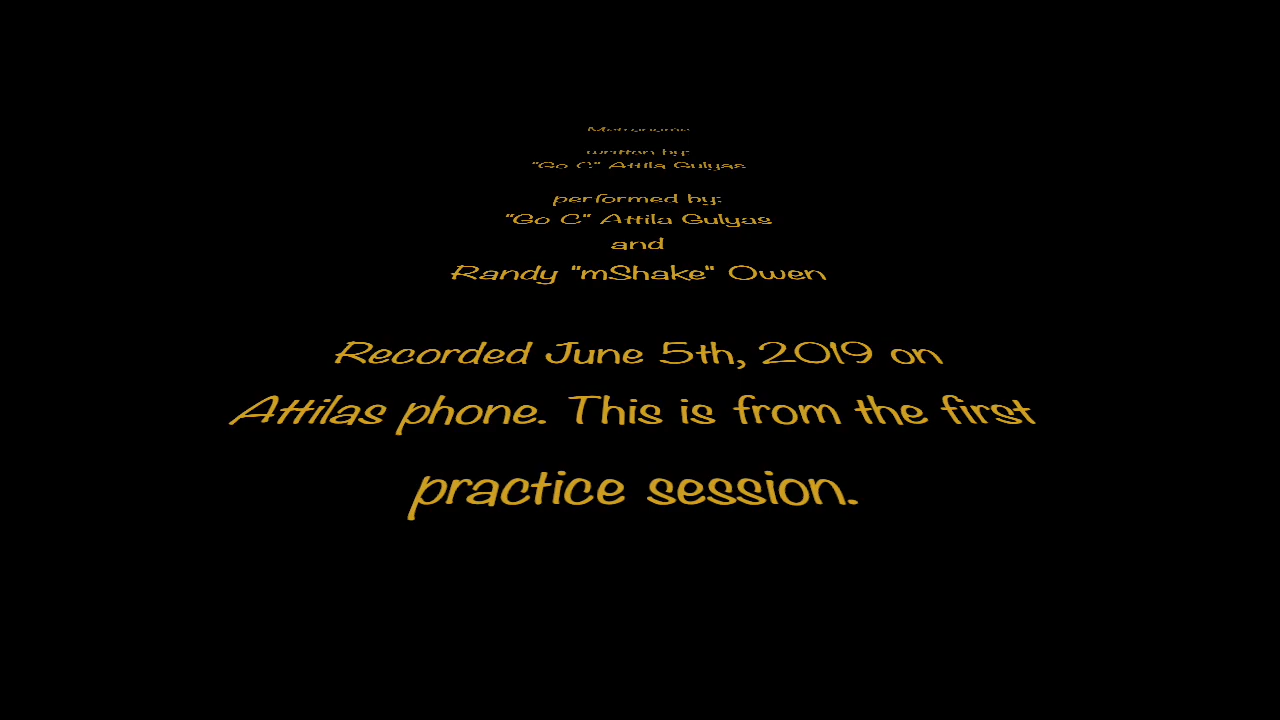 Metronome
written by:
"Go C" Attila Gulyas
performed by:
"Go C" Attila Gulyas
and
Randy "mShake" Owen
Recorded June 5th, 2019 on
Attilas phone. This is from the first
practice session.